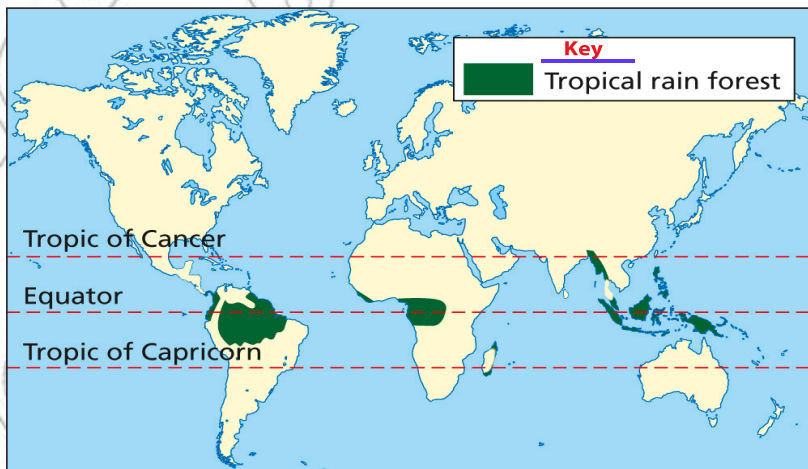 Key
Tropical rain forest
Tropic of Cancer
Equator
Tropic of Capricorn